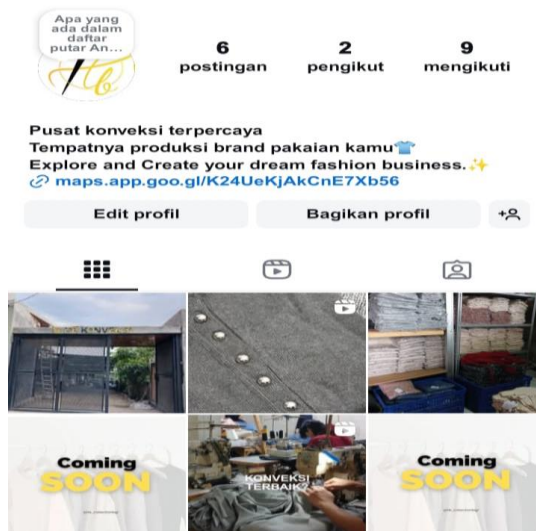 Apa yang
ada dalam
daftar
putar An...
6
postingan
2
pengikut
9
mengikuti
Pusat konveksi terpercaya
Tempatnya produksi brand pakaian kamu👕
Explore and Create your dream fashion business.✨
maps.app.goo.gl/K24UeKjAkCnE7Xb56
Edit profil
Bagikan profil
Coming
SOON
KONVEKSI
TERBAIK?
Coming
SOON